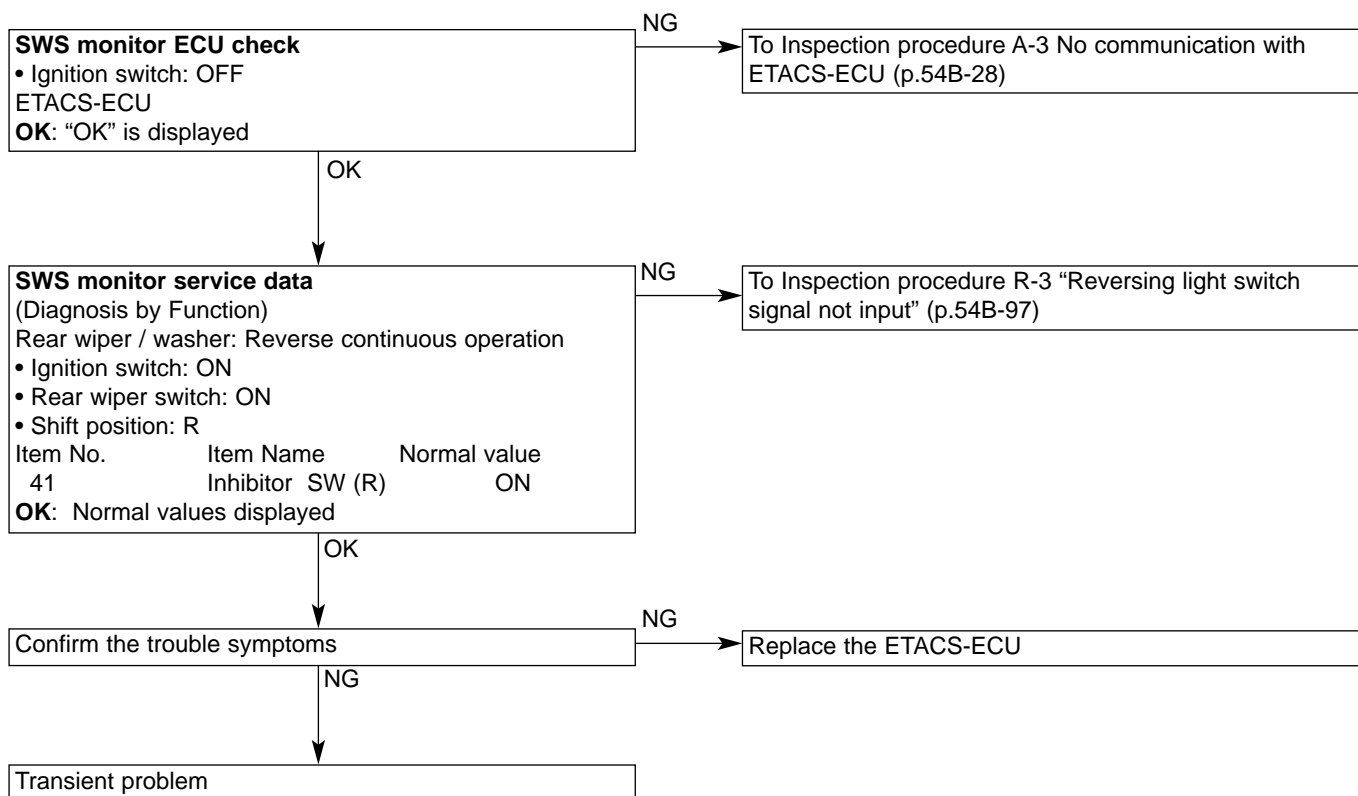 SWS monitor ECU check
• Ignition switch: OFF
ETACS-ECU
OK: “OK” is displayed
NG
To Inspection procedure A-3 No communication with
ETACS-ECU (p.54B-28)
OK
SWS monitor service data
(Diagnosis by Function)
Rear wiper / washer: Reverse continuous operation
• Ignition switch: ON
• Rear wiper switch: ON
• Shift position: R
Item No. Item Name Normal value
41 Inhibitor SW (R) ON
OK: Normal values displayed
NG
To Inspection procedure R-3 “Reversing light switch
signal not input” (p.54B-97)
OK
Confirm the trouble symptoms
NG
Replace the ETACS-ECU
NG
Transient problem